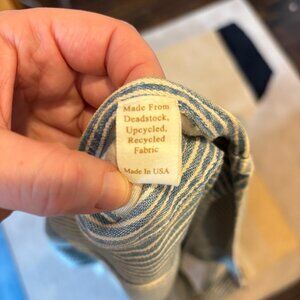 Made From
Deadstock,
Upcycled,
Recycled
Fabric
Made In USA